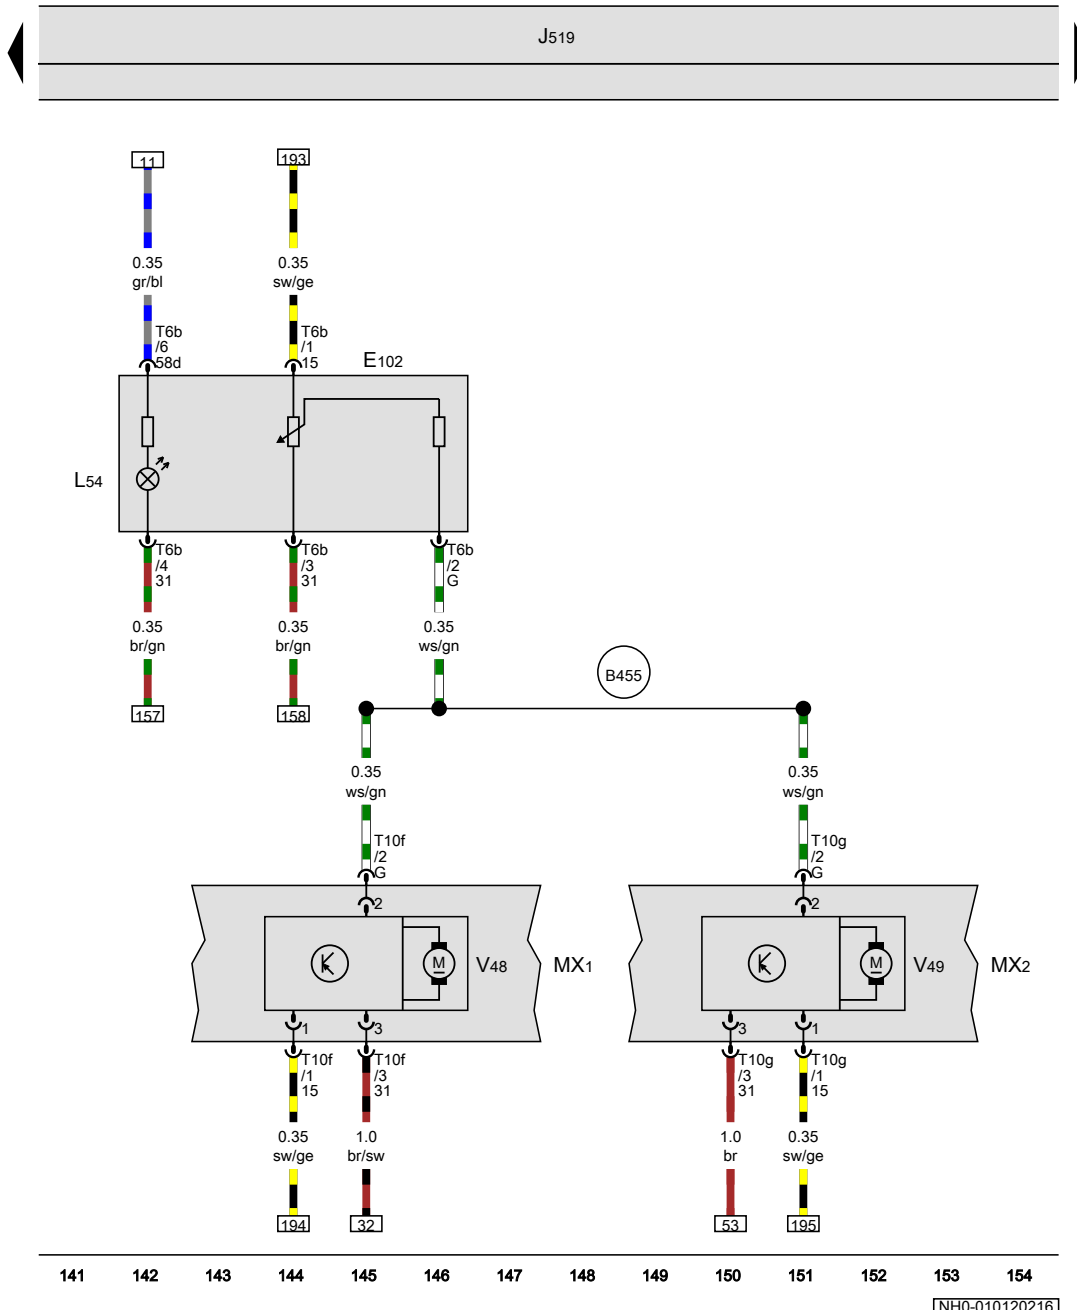 J519
11
193
0.35
gr/bl
0.35
sw/ge
T6b
/6
58d
T6b
/1
15
E102
L54
T6b
/4
31
T6b
/3
31
T6b
/2
G
0.35
br/gn
0.35
br/gn
0.35
ws/gn
B455
157
158
0.35
ws/gn
0.35
ws/gn
T10f
/2
G
T10g
/2
G
2
2
M
V48
MX1
M
V49
MX2
1
3
3
1
T10f
/1
15
T10f
/3
31
T10g
/3
31
T10g
/1
15
0.35
sw/ge
1.0
br/sw
1.0
br
0.35
sw/ge
194
32
53
195
141 142 143 144 145 146 147 148 149 150 151 152 153 154
NH0-010120216